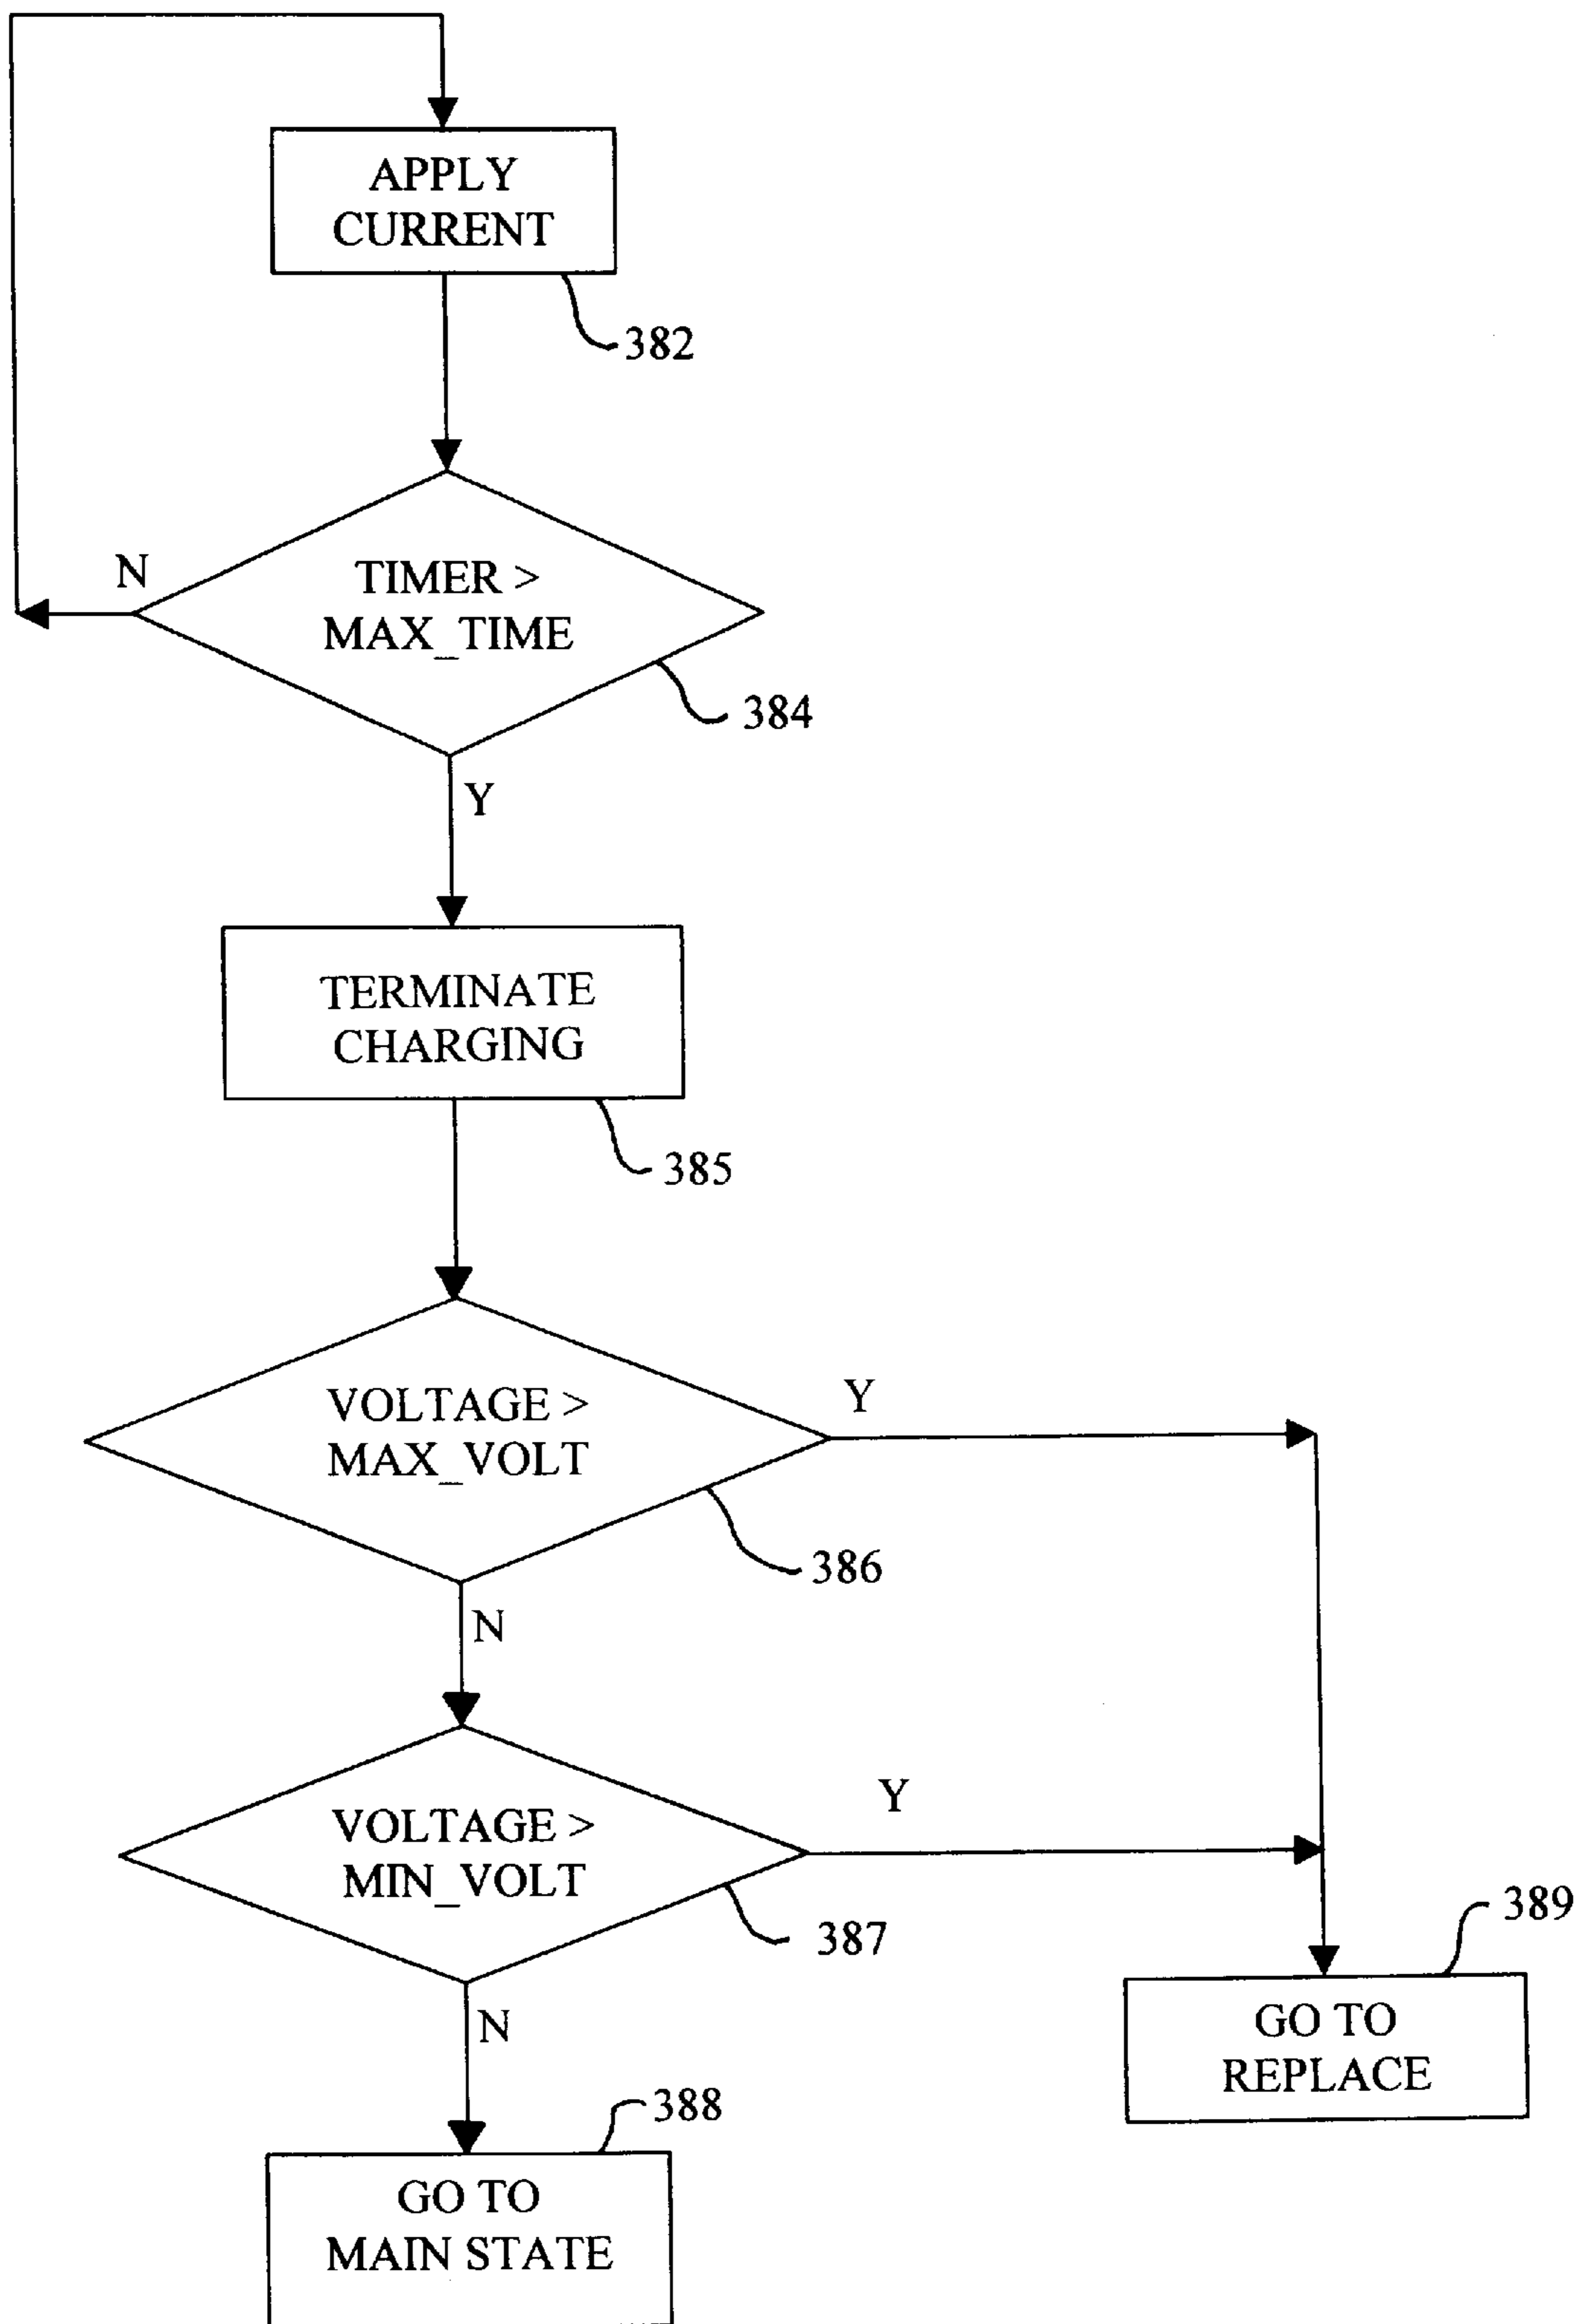 APPLY
CURRENT
382
N
TIMER >
MAX_TIME
384
Y
TERMINATE
CHARGING
385
VOLTAGE >
MAX_VOLT
Y
386
N
VOLTAGE >
MIN_VOLT
Y
387
389
GO TO
REPLACE
N
388
GO TO
MAIN STATE